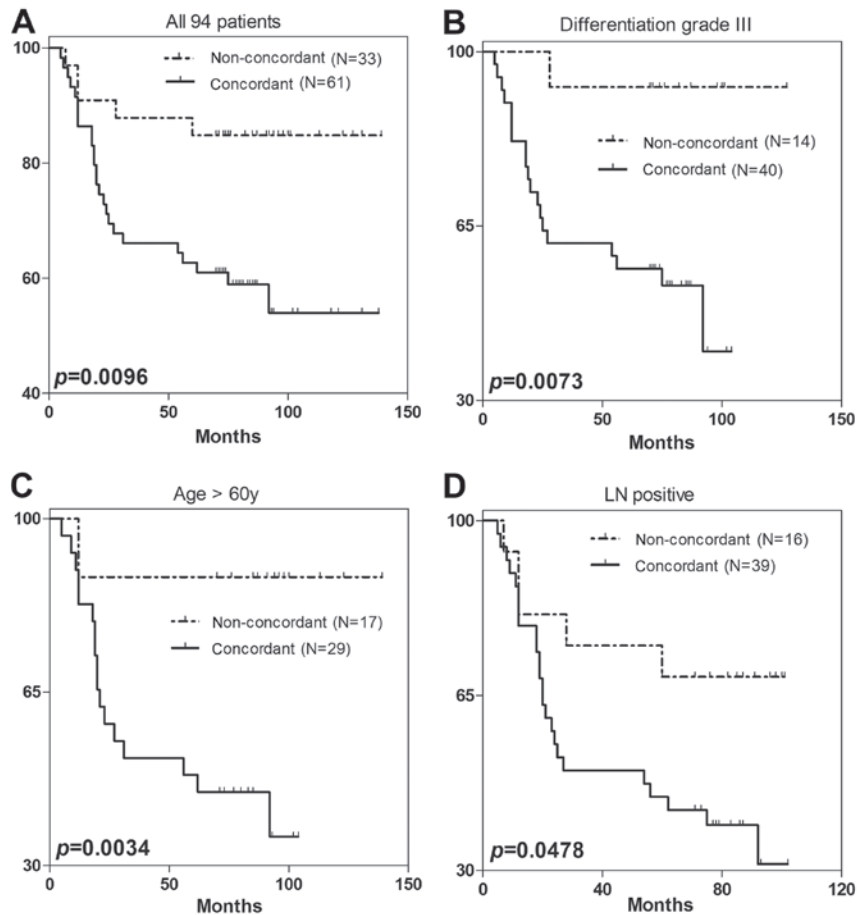 A
All 94 patients
Non-concordant (N=33)
Concordant (N=61)
100
80
60
40
p=0.0096
0
50
100
150
Months
B
Differentiation grade III
100
65
30
Non-concordant (N=14)
Concordant (N=40)
p=0.0073
0
50
100
150
Months
C
Age > 60y
100
65
30
Non-concordant (N=17)
Concordant (N=29)
p=0.0034
0
50
100
150
Months
D
LN positive
100
65
30
Non-concordant (N=16)
Concordant (N=39)
p=0.0478
0
40
80
120
Months